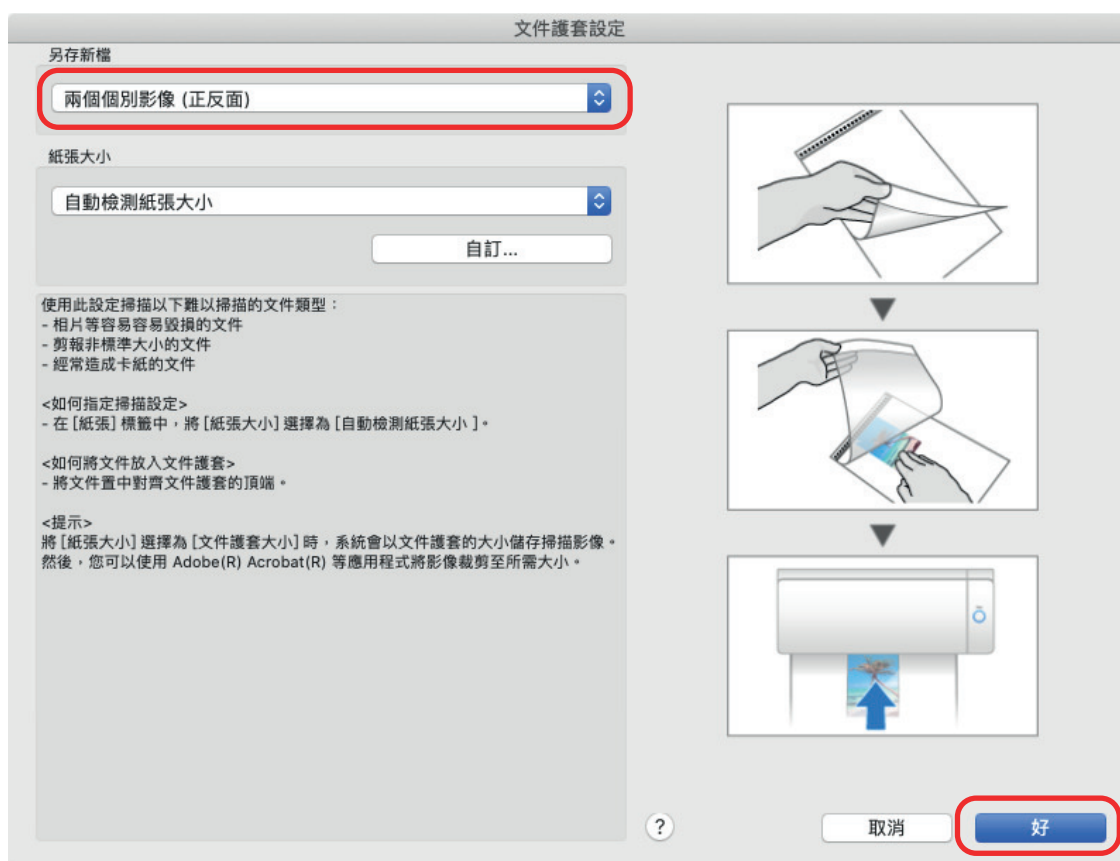 文件護套設定
另存新檔
兩個個別影像 (正反面)
紙張大小
自動檢測紙張大小
自訂...
使用此設定掃描以下難以掃描的文件類型：
- 相片等容易容易毀損的文件
- 剪報非標準大小的文件
- 經常造成卡紙的文件
<如何指定掃描設定>
- 在 [紙張] 標籤中，將 [紙張大小] 選擇為 [自動檢測紙張大小 ]。
<如何將文件放入文件護套>
- 將文件置中對齊文件護套的頂端。
<提示>
將 [紙張大小] 選擇為 [文件護套大小] 時，系統會以文件護套的大小儲存掃描影像。
然後，您可以使用 Adobe(R) Acrobat(R) 等應用程式將影像裁剪至所需大小。
?
取消
好